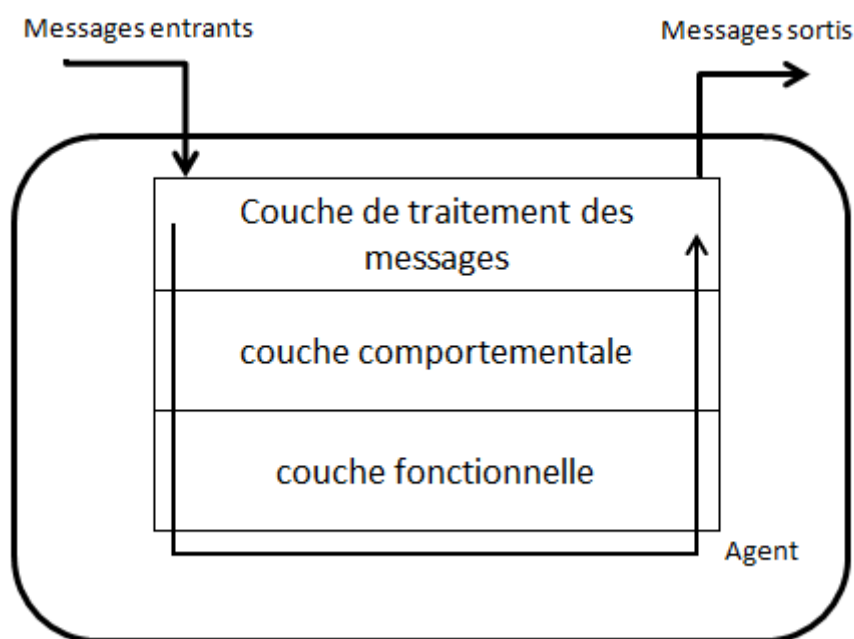 Messages entrants
Messages sortis
Couche de traitement des
messages
couche comportementale
couche fonctionnelle
Agent